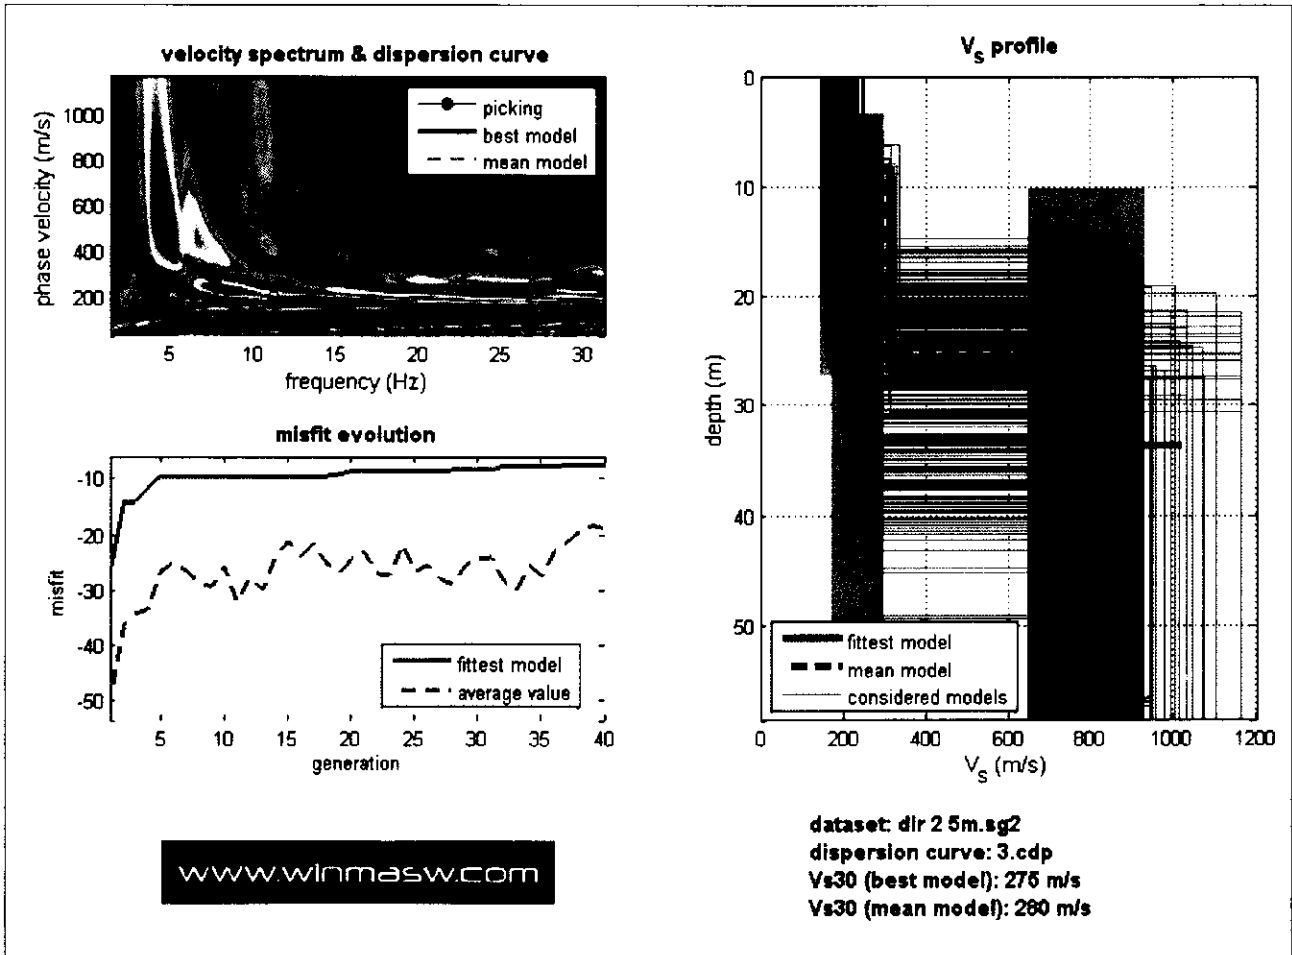 velocity spectrum & dispersion curve
phase velocity (m/s)
1000
800
600
400
200
picking
best model
mean model
5
10
15
20
25
30
frequency (Hz)
misfit evolution
misfit
-10
-20
-30
-40
-50
fittest model
average value
5
10
15
20
25
30
35
40
generation
www.winmasw.com
Vs profile
depth (m)
0
10
20
30
40
50
fittest model
mean model
considered models
0
200
400
600
800
1000
1200
Vs (m/s)
dataset: dir 2 5m.sg2
dispersion curve: 3.cdp
Vs30 (best model): 275 m/s
Vs30 (mean model): 280 m/s